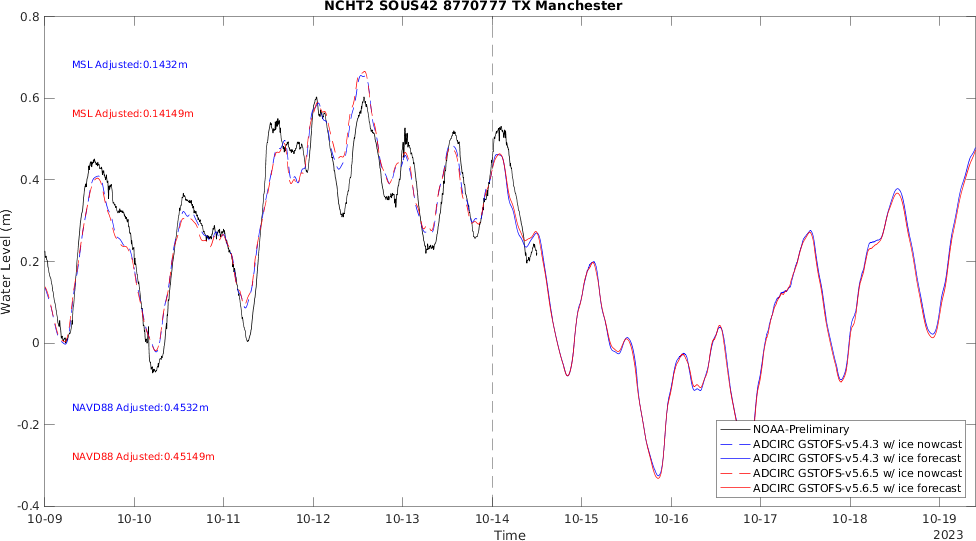 NCHT2 SOUS42 8770777 TX Manchester
0.8
MSL Adjusted:0.1432m
0.6
MSL Adjusted:0.14149m
0.4
Water Level (m)
0.2
0
NAVD88 Adjusted:0.4532m
-0.2
NAVD88 Adjusted:0.45149m
NOAA-Preliminary
ADCIRC GSTOFS-v5.4.3 w/ ice nowcast
ADCIRC GSTOFS-v5.4.3 w/ ice forecast
ADCIRC GSTOFS-v5.6.5 w/ ice nowcast
ADCIRC GSTOFS-v5.6.5 w/ ice forecast
-0.4
10-09 10-10 10-11 10-12 10-13 10-14 10-15 10-16 10-17 10-18 10-19
Time
2023